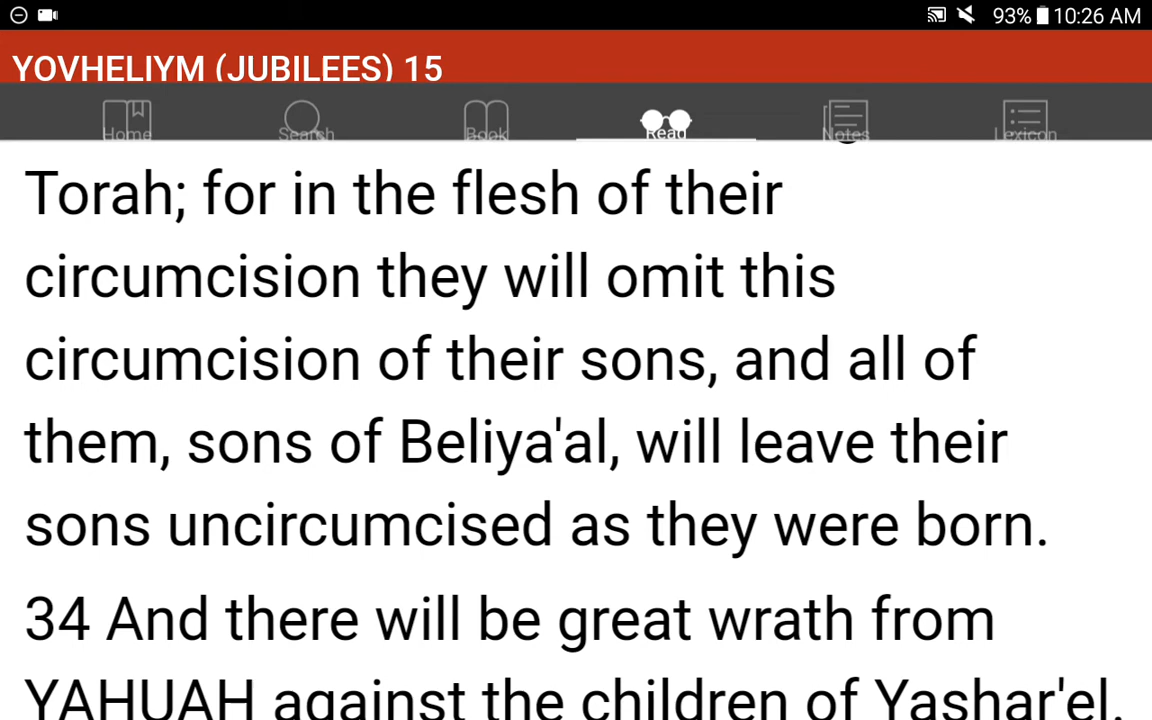 93% 10:26 AM
YOVHELIYM (JUBILEES) 15
Home Search Book Read Notes Lexicon
Torah; for in the flesh of their
circumcision they will omit this
circumcision of their sons, and all of
them, sons of Beliya'al, will leave their
sons uncircumcised as they were born.
34 And there will be great wrath from
YAHUAH against the children of Yashar'el.